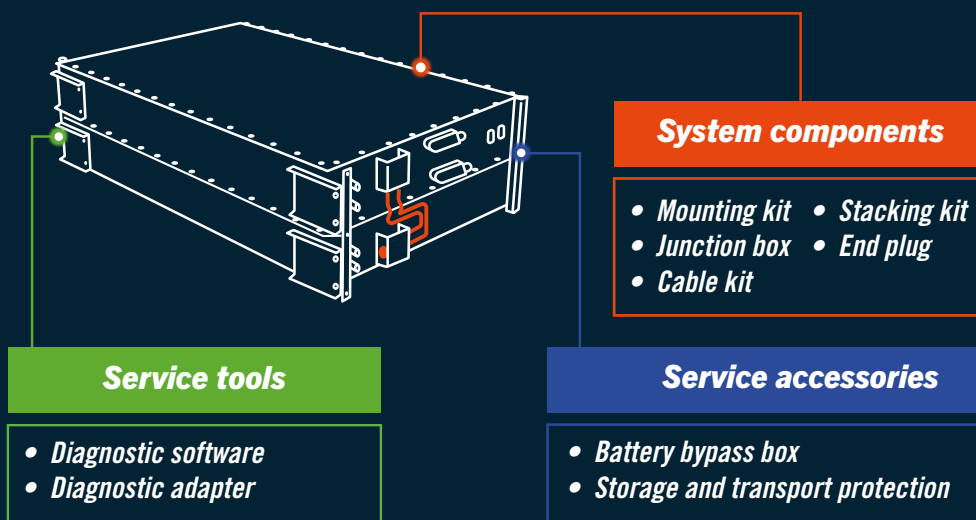 System components
• Mounting kit • Stacking kit
• Junction box • End plug
• Cable kit
Service tools
• Diagnostic software
• Diagnostic adapter
Service accessories
• Battery bypass box
• Storage and transport protection